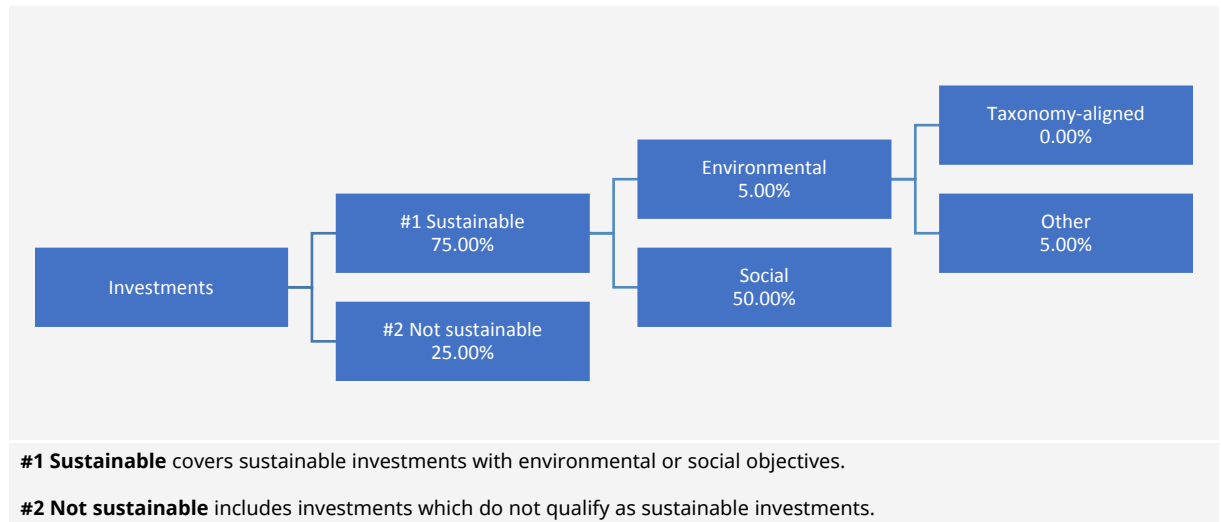 Investments
#1 Sustainable
75.00%
#2 Not sustainable
25.00%
Environmental
5.00%
Social
50.00%
Taxonomy-aligned
0.00%
Other
5.00%
#1 Sustainable covers sustainable investments with environmental or social objectives.
#2 Not sustainable includes investments which do not qualify as sustainable investments.